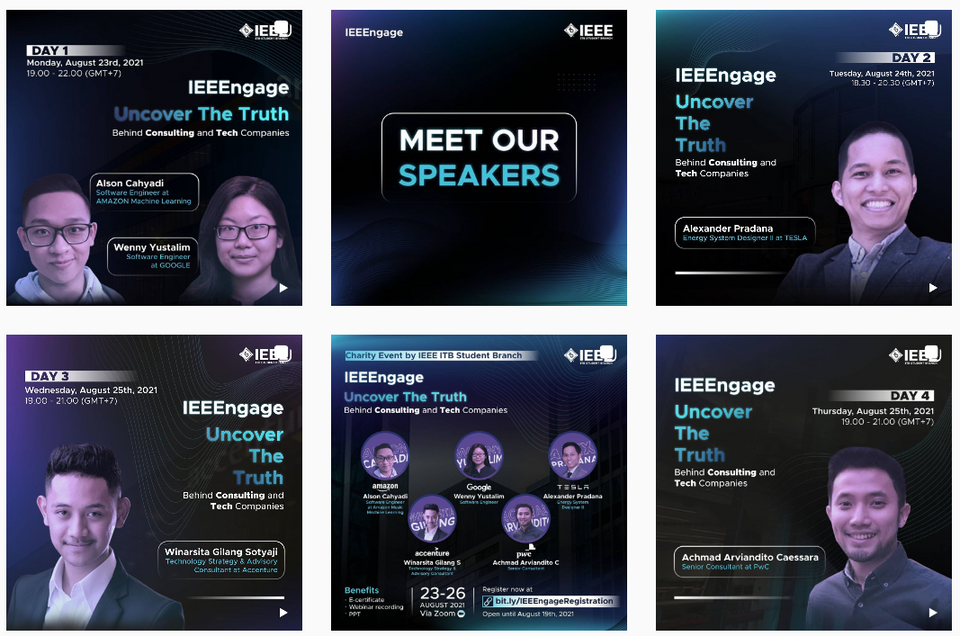 IEEE
DAY 1
Monday, August 23rd, 2021
19.00 - 22.00 (GMT+7)
IEEEngage
Uncover The Truth
Behind Consulting and Tech Companies
Alson Cahyadi
Software Engineer at
AMAZON Machine Learning
Wenny Yustalim
Software Engineer
at GOOGLE
IEEEngage
IEEE
MEET OUR
SPEAKERS
DAY 2
Tuesday, August 24th, 2021
18.30 - 20.30 (GMT+7)
IEEEngage
Uncover
The
Truth
Behind Consulting and
Tech Companies
Alexander Pradana
Energy System Designer II at TESLA
DAY 3
Wednesday, August 25th, 2021
19.00 - 21.00 (GMT+7)
IEEEngage
Uncover
The
Truth
Behind Consulting and
Tech Companies
Winarsita Gilang Sotyaji
Technology Strategy & Advisory
Consultant at Accenture
Charity Event by IEEE ITB Student Branch
IEEEngage
Uncover The Truth
Behind Consulting and Tech Companies
amazon
Alson Cahyadi
Software Engineer
at Amazon Music
Machine Learning
Google
Wenny Yustalim
Software Engineer
TESLA
Alexander Pradana
Energy System
Designer II
accenture
Winarsita Gilang S
Technology Strategy &
Advisory Consultant
pwc
Achmad Arviandito C
Senior Consultant
Benefits
- E-certificate
- Webinar recording
- PPT
23-26
AUGUST 2021
Via Zoom
Register now at
bit.ly/IEEEngageRegistration
Open until August 19th, 2021
DAY 4
Thursday, August 25th, 2021
19.00 - 21.00 (GMT+7)
IEEEngage
Uncover
The
Truth
Behind Consulting and
Tech Companies
Achmad Arviandito Caessara
Senior Consultant at PwC